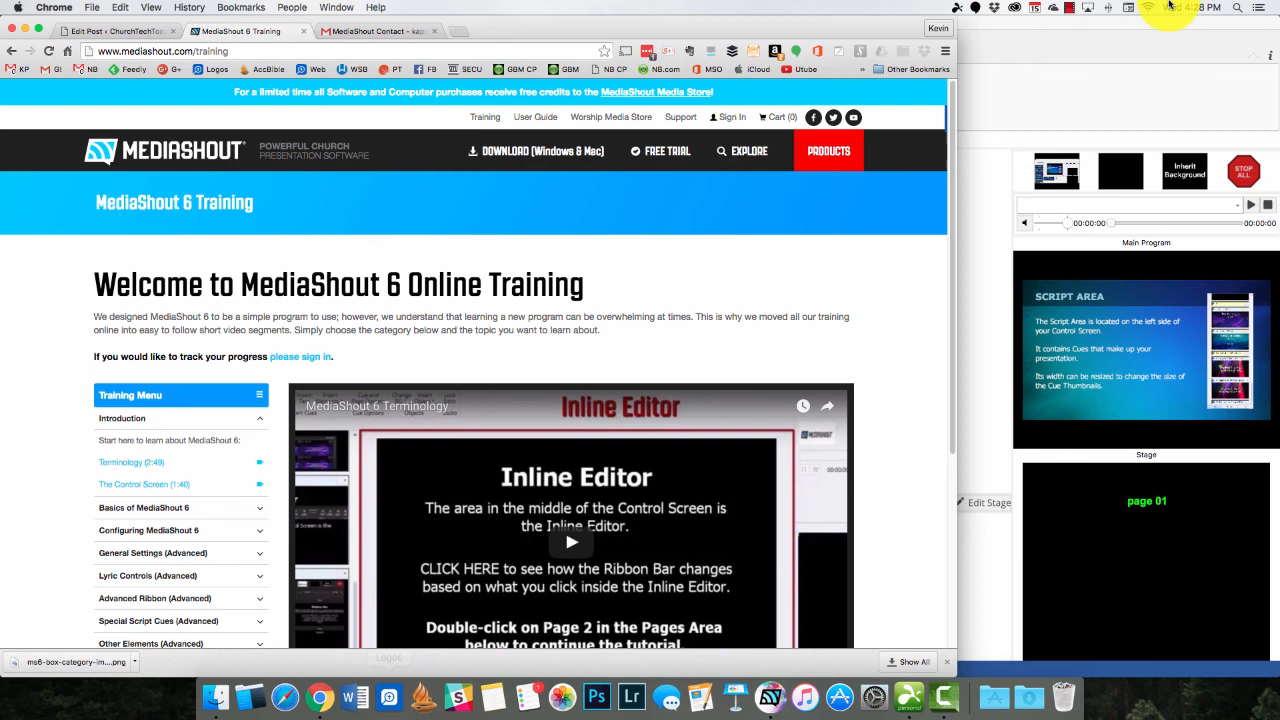 Chrome File Edit View History Bookmarks People Window Help
Wed 4:28 PM
Edit Post ‹ ChurchTechTod
MediaShout 6 Training
MediaShout Contact – kap
Kevin
www.mediashout.com/training
KP G! NB Feedly G+ Logos AccBible Web WSB PT FB SECU GBM CP GBM NB CP NB.com MSO iCloud Utube » Other Bookmarks
For a limited time all Software and Computer purchases receive free credits to the MediaShout Media Store!
Training User Guide Worship Media Store Support Sign In Cart (0)
MEDIASHOUT
POWERFUL CHURCH
PRESENTATION SOFTWARE
DOWNLOAD (Windows & Mac) FREE TRIAL EXPLORE PRODUCTS
MediaShout 6 Training
Welcome to MediaShout 6 Online Training
We designed MediaShout 6 to be a simple program to use; however, we understand that learning a new program can be overwhelming at times. This is why we moved all our training
online into easy to follow short video segments. Simply choose the category below and the topic you want to learn about.
If you would like to track your progress please sign in.
Training Menu
Introduction
Start here to learn about MediaShout 6:
Terminology (2:49)
The Control Screen (1:40)
Basics of MediaShout 6
Configuring MediaShout 6
General Settings (Advanced)
Lyric Controls (Advanced)
Advanced Ribbon (Advanced)
Special Script Cues (Advanced)
Other Elements (Advanced)
MediaShout 6 Terminology
Inline Editor
Inline Editor
The area in the middle of the Control Screen is
the Inline Editor.
CLICK HERE to see how the Ribbon Bar changes
based on what you click inside the Inline Editor.
Double-click on Page 2 in the Pages Area
below to continue the tutorial
Inherit
Background
STOP
ALL
00:00:00 00:00:00
Main Program
SCRIPT AREA
The Script Area is located on the left side of
your Control Screen.
It contains Cues that make up your
presentation.
Its width can be resized to change the size of
the Cue Thumbnails.
Stage
Edit Stage
page 01
ms6-box-category-im....png
Show All
Logos
personal